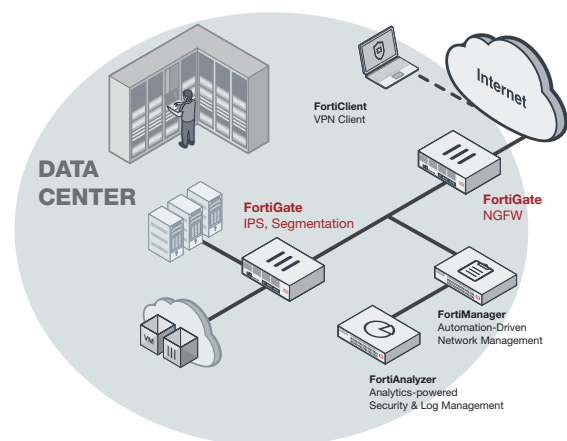 Internet
FortiClient
VPN Client
DATA
CENTER
FortiGate
NGFW
FortiGate
IPS, Segmentation
FortiManager
Automation-Driven
Network Management
VM
FortiAnalyzer
Analytics-powered
Security & Log Management